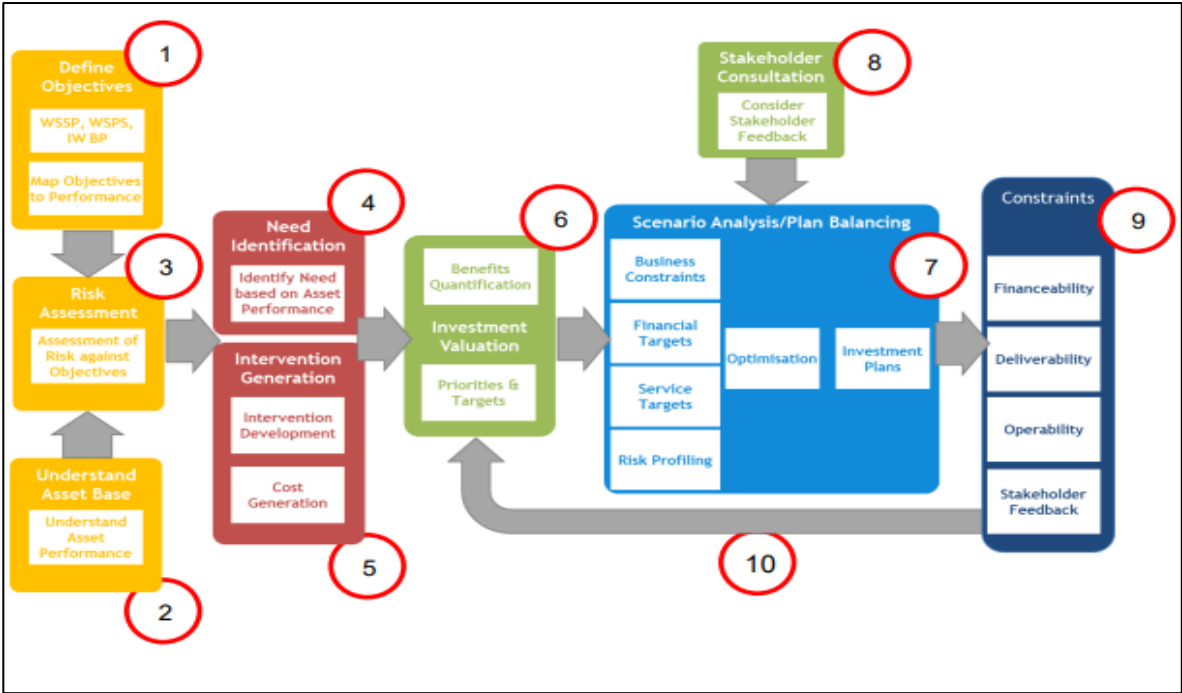 1
Define
Objectives
WSSP, WSPS,
IW BP
Map Objectives
to Performance
3
Risk
Assessment
Assessment of
Risk against
Objectives
Understand
Asset Base
Understand
Asset
Performance
2
4
Need
Identification
Identify Need
based on Asset
Performance
Intervention
Generation
Intervention
Development
Cost
Generation
5
6
Benefits
Quantification
Investment
Valuation
Priorities &
Targets
8
Stakeholder
Consultation
Consider
Stakeholder
Feedback
Scenario Analysis/Plan Balancing
7
Business
Constraints
Financial
Targets
Service
Targets
Risk Profiling
Optimisation
Investment
Plans
Constraints
9
Financeability
Deliverability
Operability
Stakeholder
Feedback
10